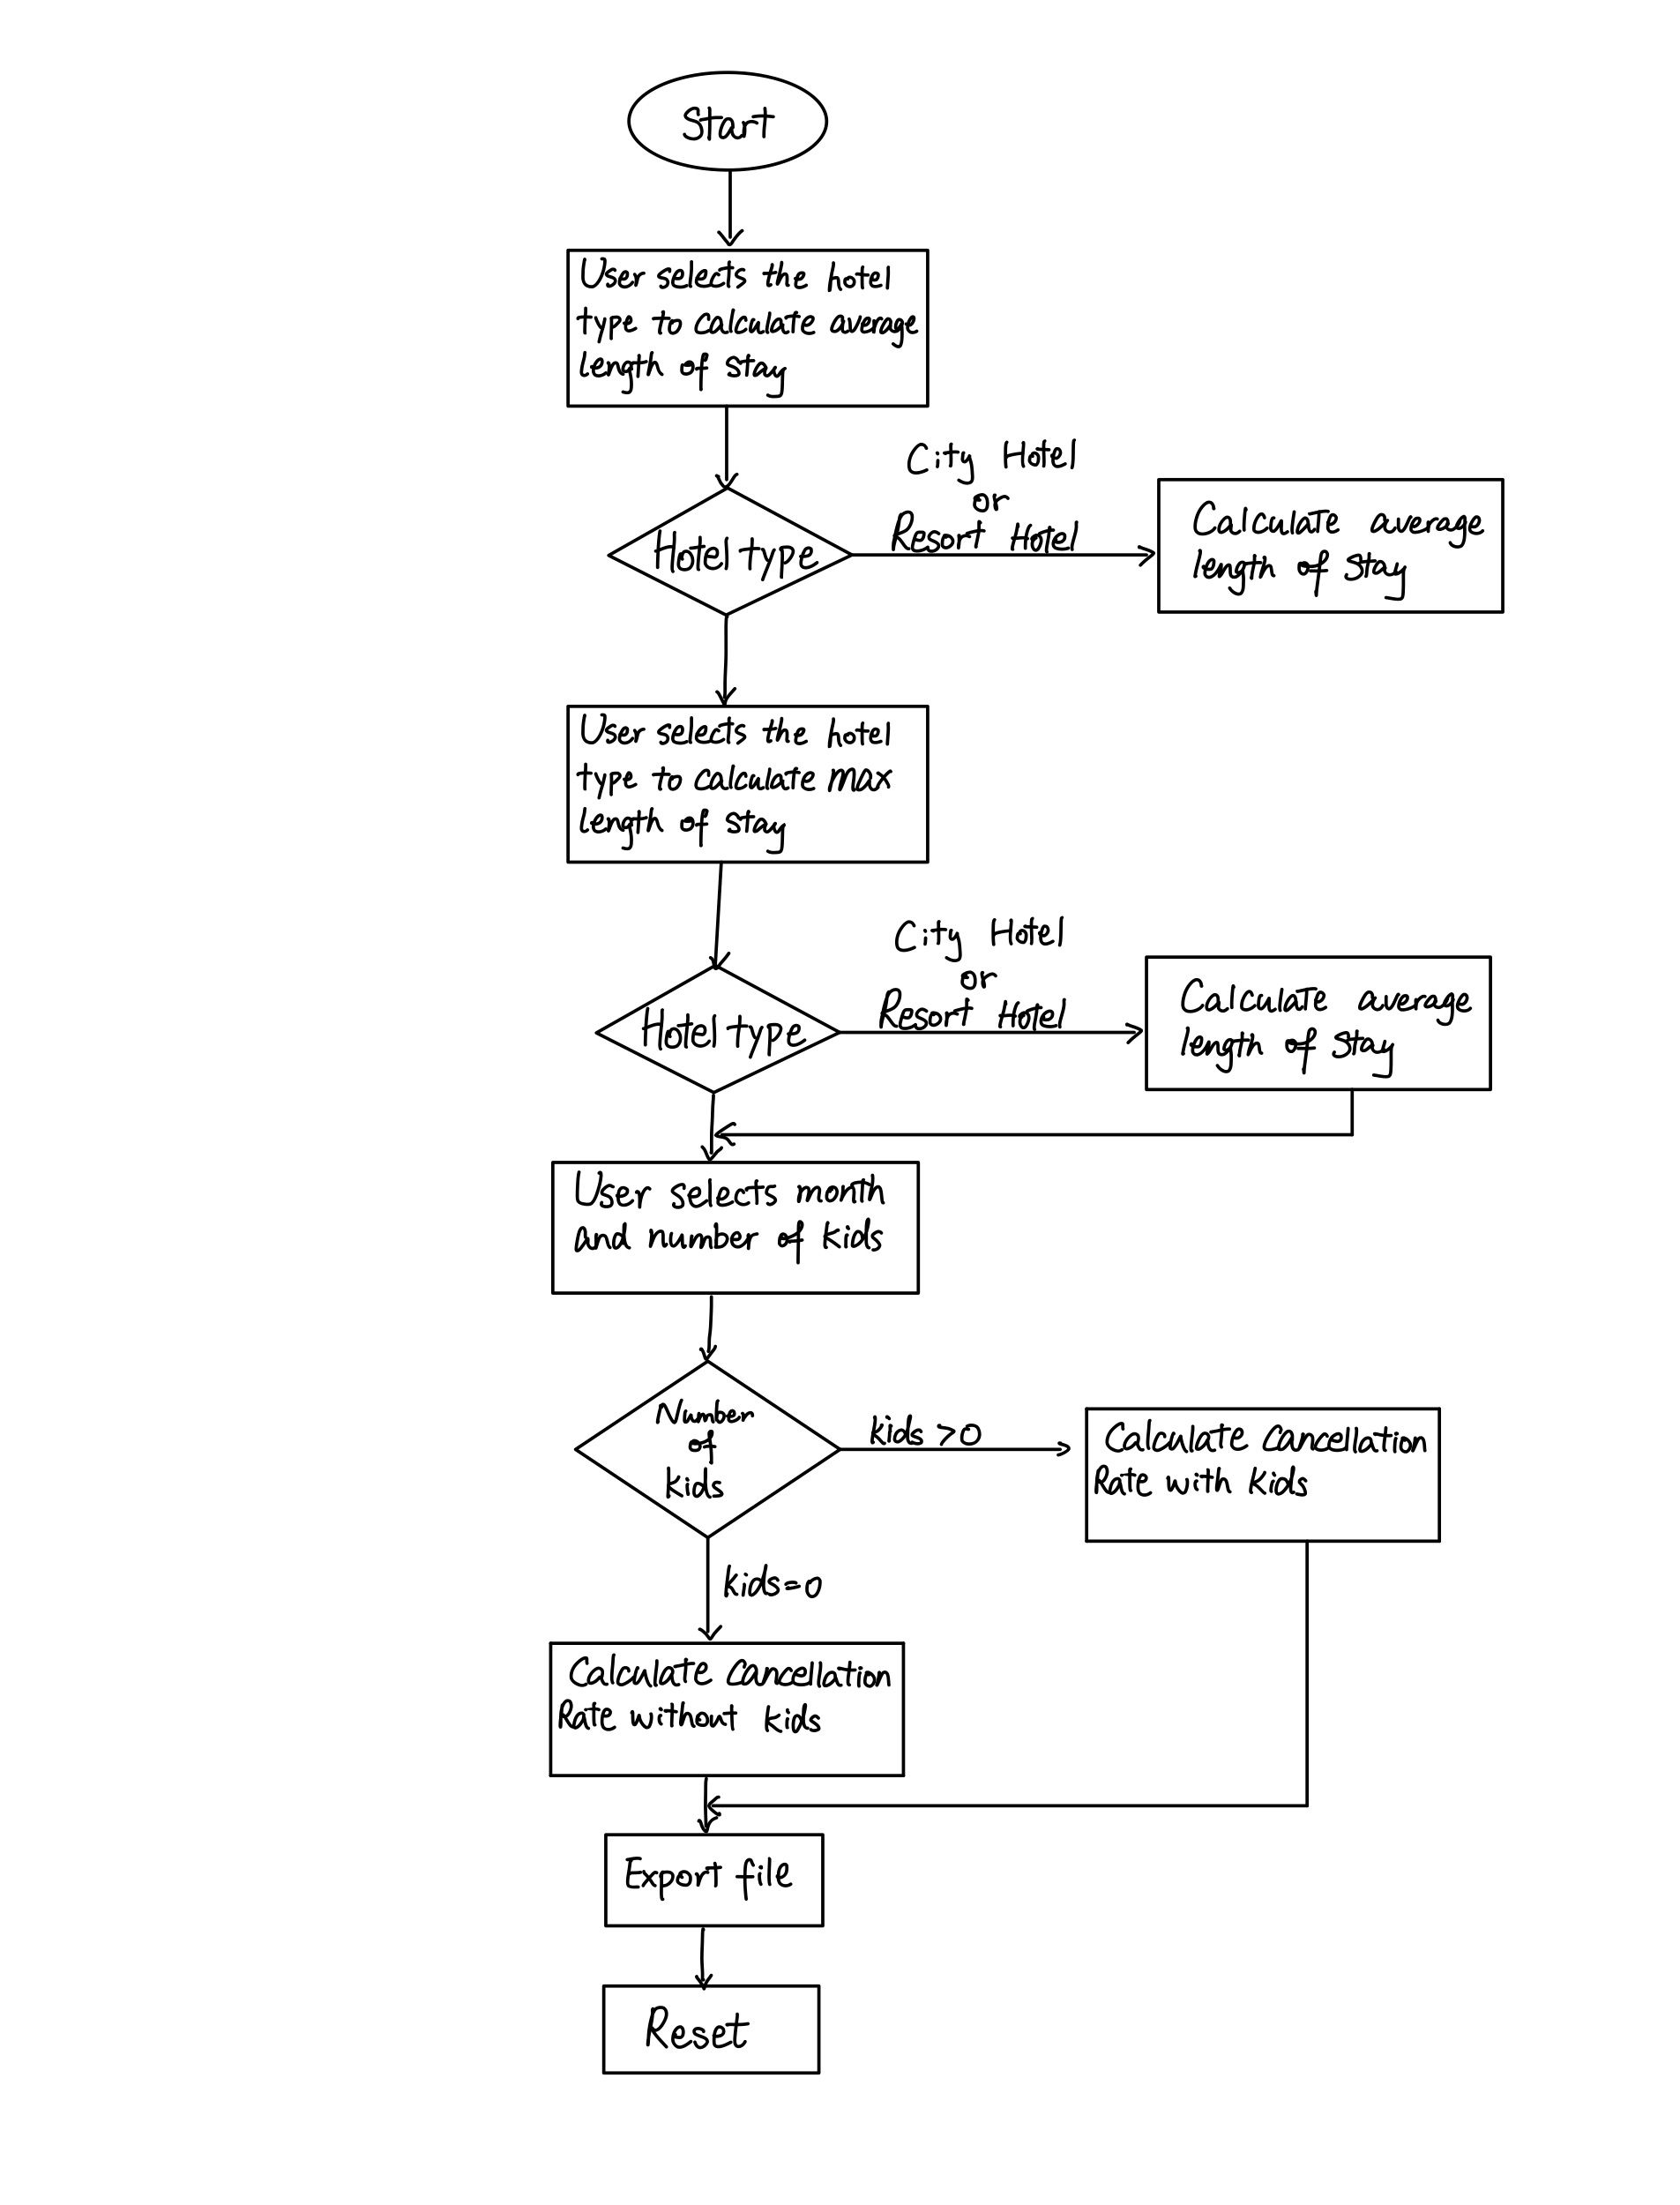 Start
User selects the hotel
type to calculate average
length of stay
City Hotel
or
Resort Hotel
Hotel type
Calculate average
length of stay
User selects the hotel
type to calculate max
length of stay
City Hotel
or
Resort Hotel
Hotel type
Calculate average
length of stay
User selects month
and number of kids
Number
of
kids
kids >0
Calculate Cancellation
Rate with kids
kids=0
Calculate Cancellation
Rate without kids
Export file
Reset